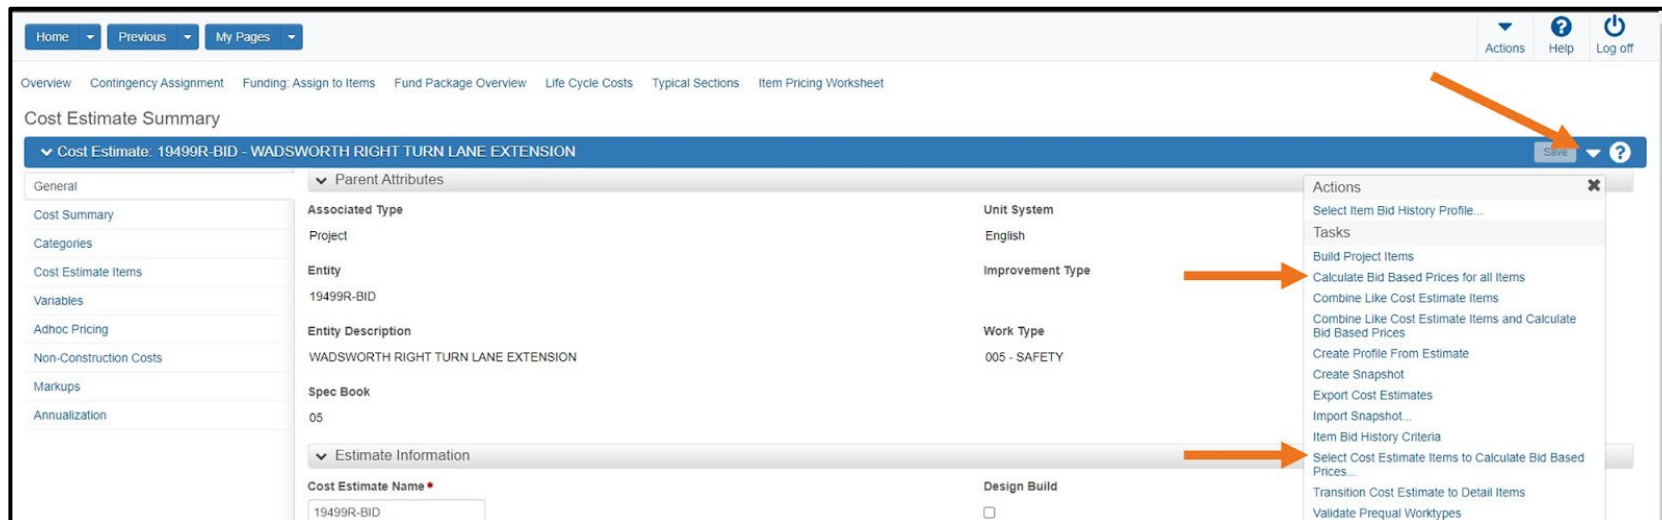 Home
Previous
My Pages
Actions
Help
Log off
Overview Contingency Assignment Funding: Assign to Items Fund Package Overview Life Cycle Costs Typical Sections Item Pricing Worksheet
Cost Estimate Summary
Cost Estimate: 19499R-BID - WADSWORTH RIGHT TURN LANE EXTENSION
Save
General
Cost Summary
Categories
Cost Estimate Items
Variables
Adhoc Pricing
Non-Construction Costs
Markups
Annualization
Parent Attributes
Associated Type
Project
Unit System
English
Entity
19499R-BID
Improvement Type
Entity Description
WADSWORTH RIGHT TURN LANE EXTENSION
Work Type
005 - SAFETY
Spec Book
05
Estimate Information
Cost Estimate Name*
19499R-BID
Design Build
Actions
Select Item Bid History Profile...
Tasks
Build Project Items
Calculate Bid Based Prices for all Items
Combine Like Cost Estimate Items
Combine Like Cost Estimate Items and Calculate
Bid Based Prices
Create Profile From Estimate
Create Snapshot
Export Cost Estimates
Import Snapshot...
Item Bid History Criteria
Select Cost Estimate Items to Calculate Bid Based
Prices...
Transition Cost Estimate to Detail Items
Validate Prequal Worktypes